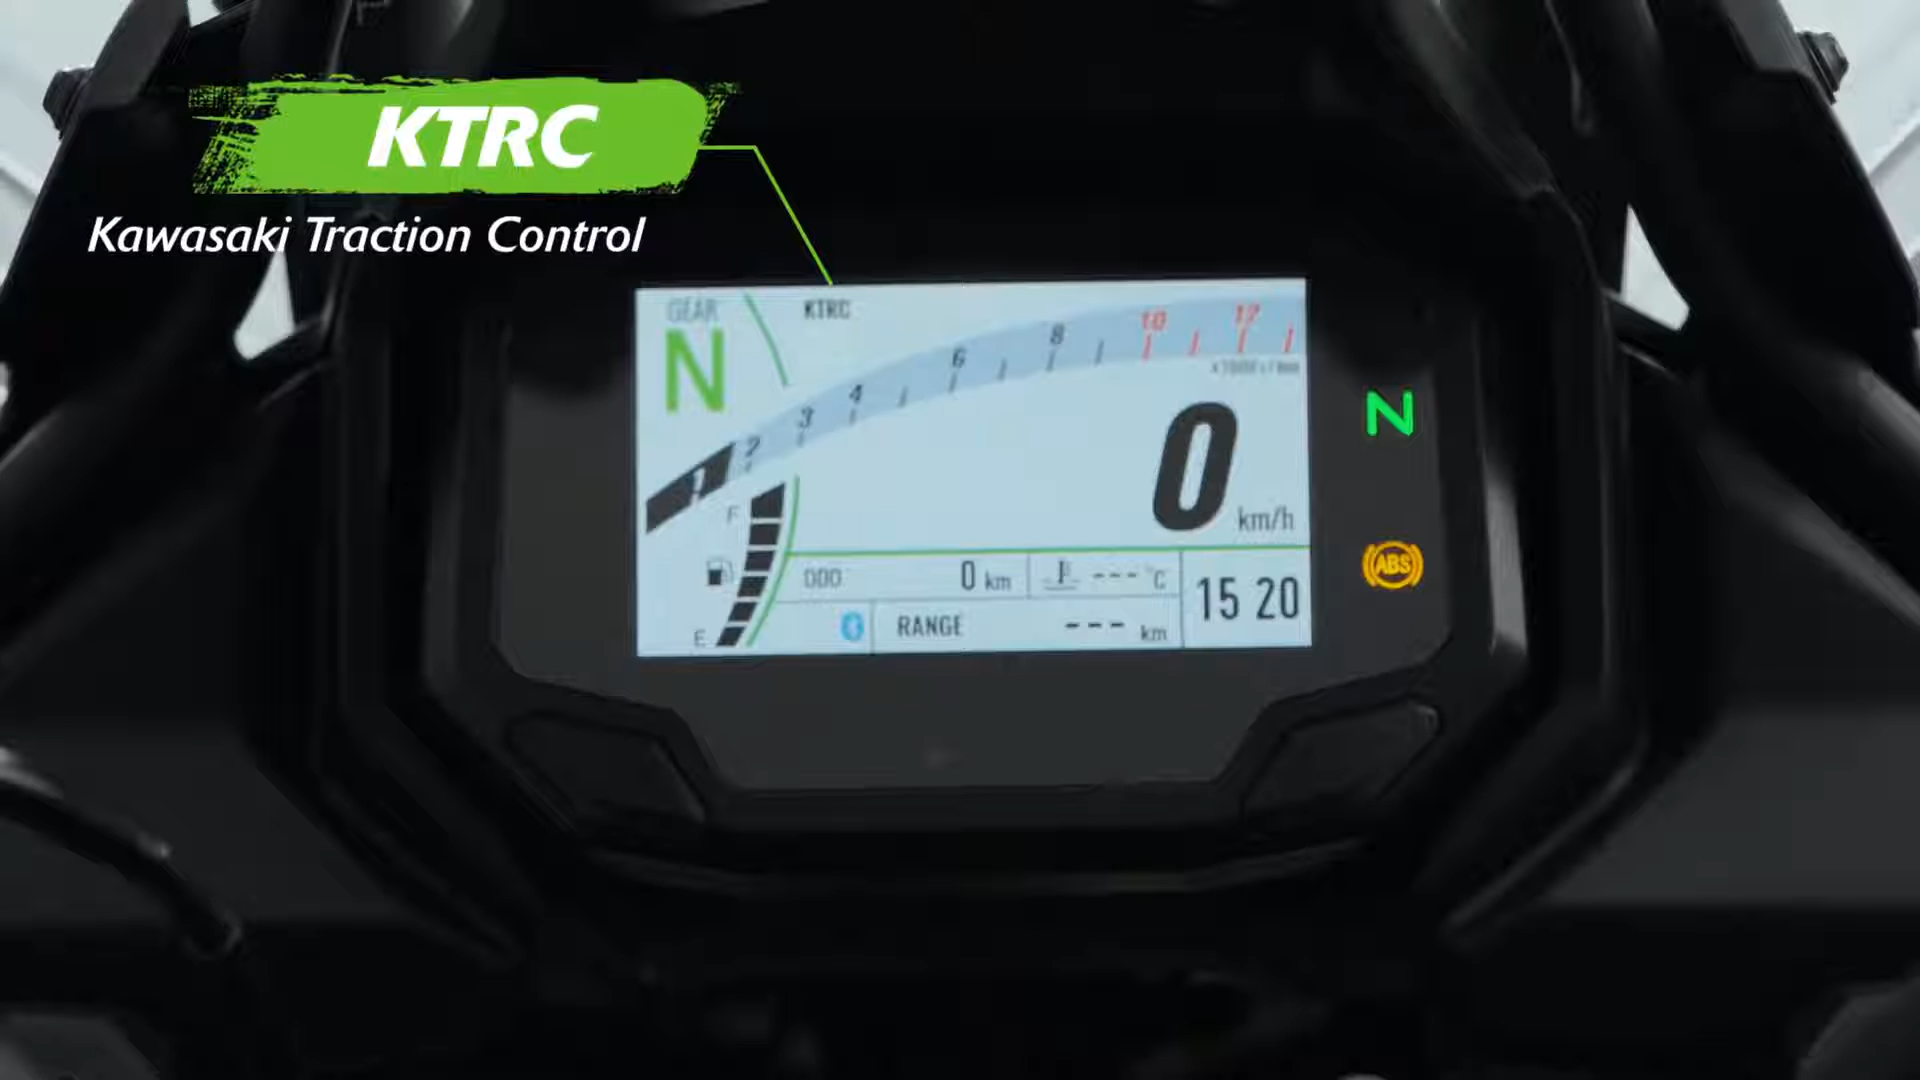 KTRC
Kawasaki Traction Control
GEAR
KTRC
N
1 2 3 4 6 8 10 12
0 km/h
N
F
ABS
ODO 0 km --- °C
15 20
RANGE --- km
E